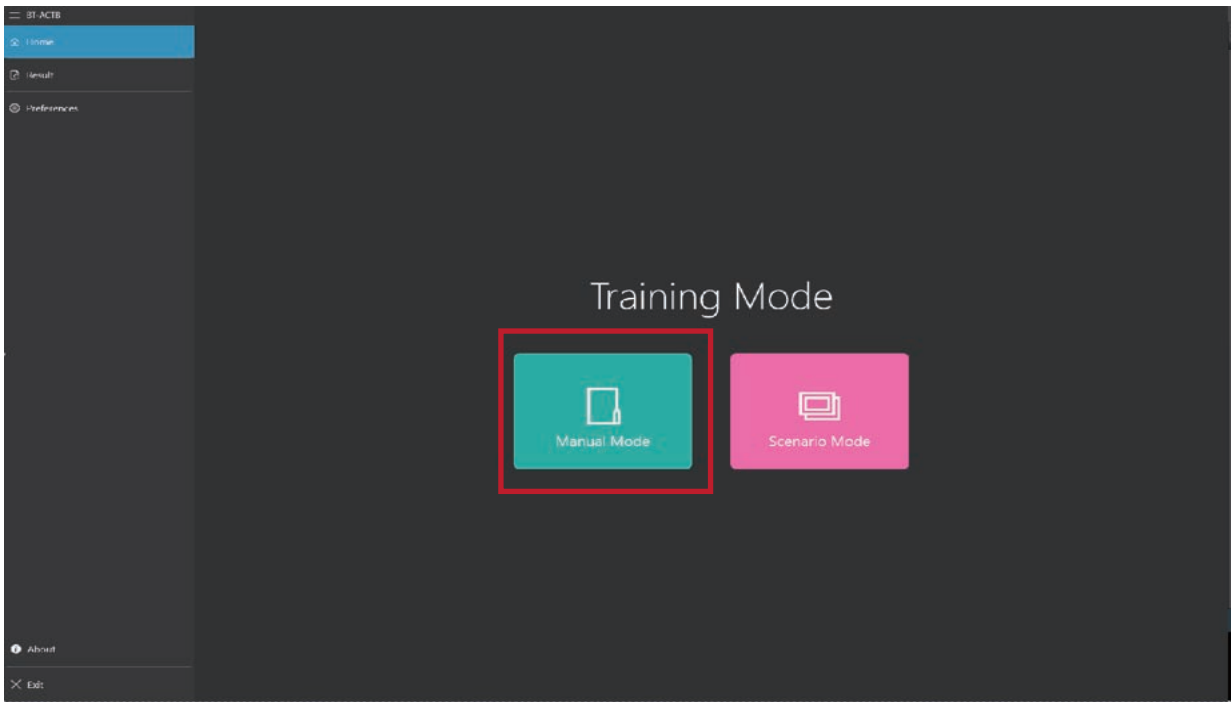 BT-ACTB
Home
Result
Preferences
Training Mode
Manual Mode
Scenario Mode
About
Exit